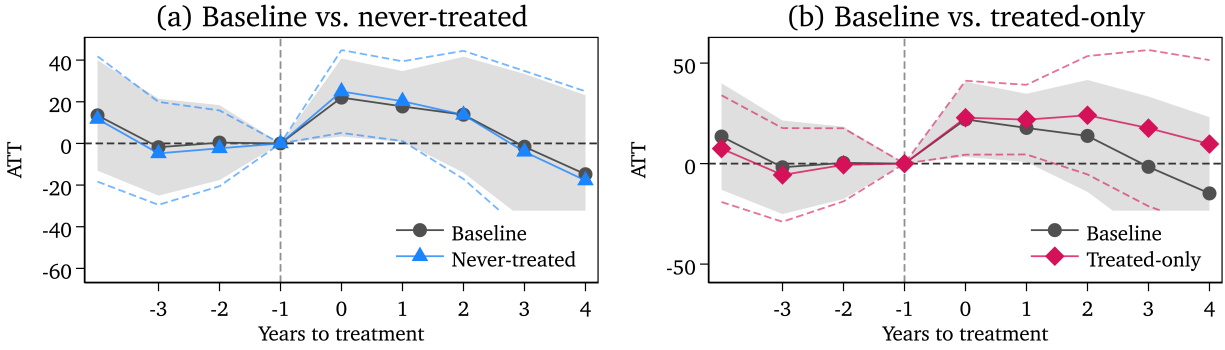 (a) Baseline vs. never-treated
40
20
0
-20
-40
-60
ATT
-3 -2 -1 0 1 2 3 4
Years to treatment
Baseline
Never-treated
(b) Baseline vs. treated-only
50
0
-50
ATT
-3 -2 -1 0 1 2 3 4
Years to treatment
Baseline
Treated-only